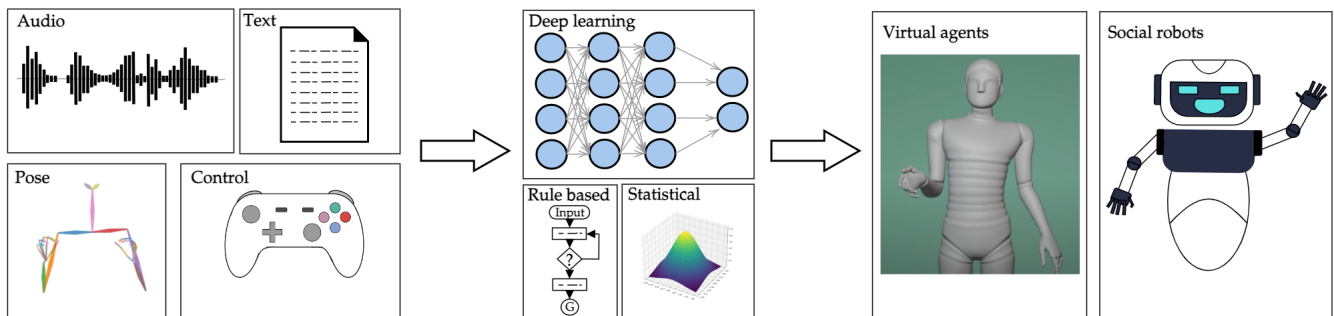 Audio
Text
Pose
Control
Deep learning
Rule based
Input
?
G
Statistical
Virtual agents
Social robots